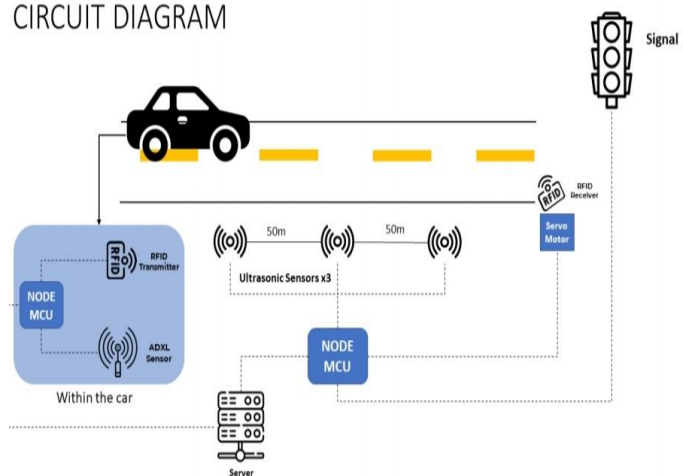 CIRCUIT DIAGRAM
Signal
RFID
RFID
Receiver
Servo
Motor
50m
50m
Ultrasonic Sensors x3
RFID
RFID
Transmitter
NODE
MCU
ADXL
Sensor
Within the car
NODE
MCU
Server